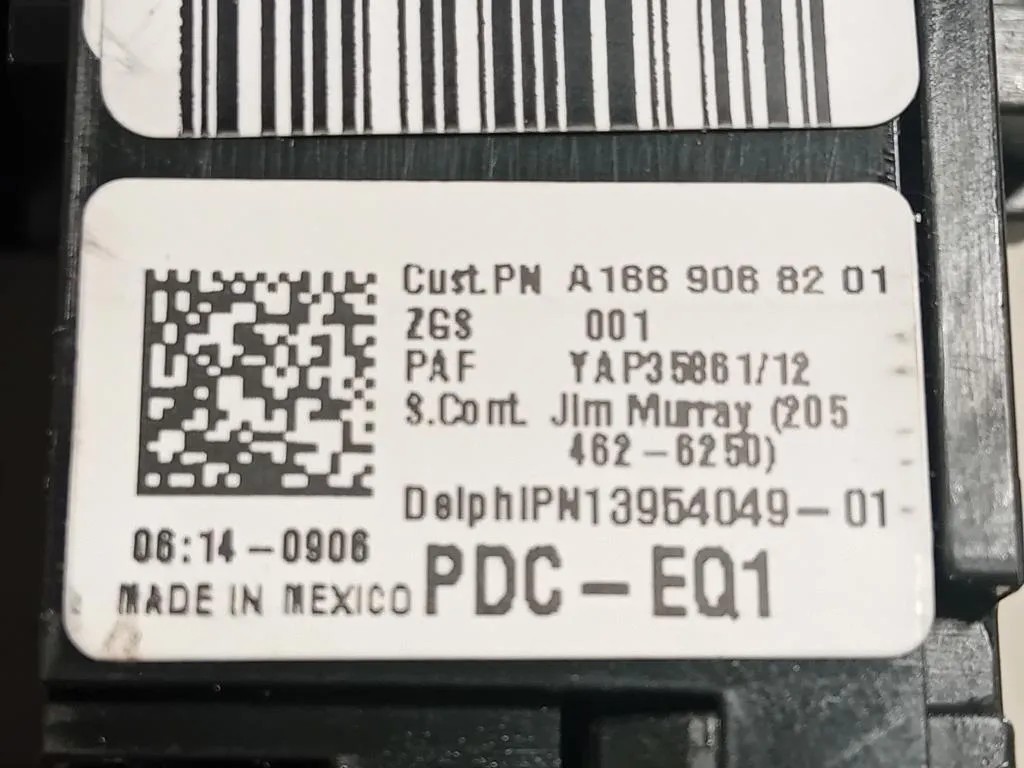 Cust.PN A166 906 82 01
ZGS 001
PAF YAP35861/12
S.Cont. Jim Murray (205
462-6250)
DelphiPN13954049-01
06:14-0906
MADE IN MEXICO PDC-EQ1